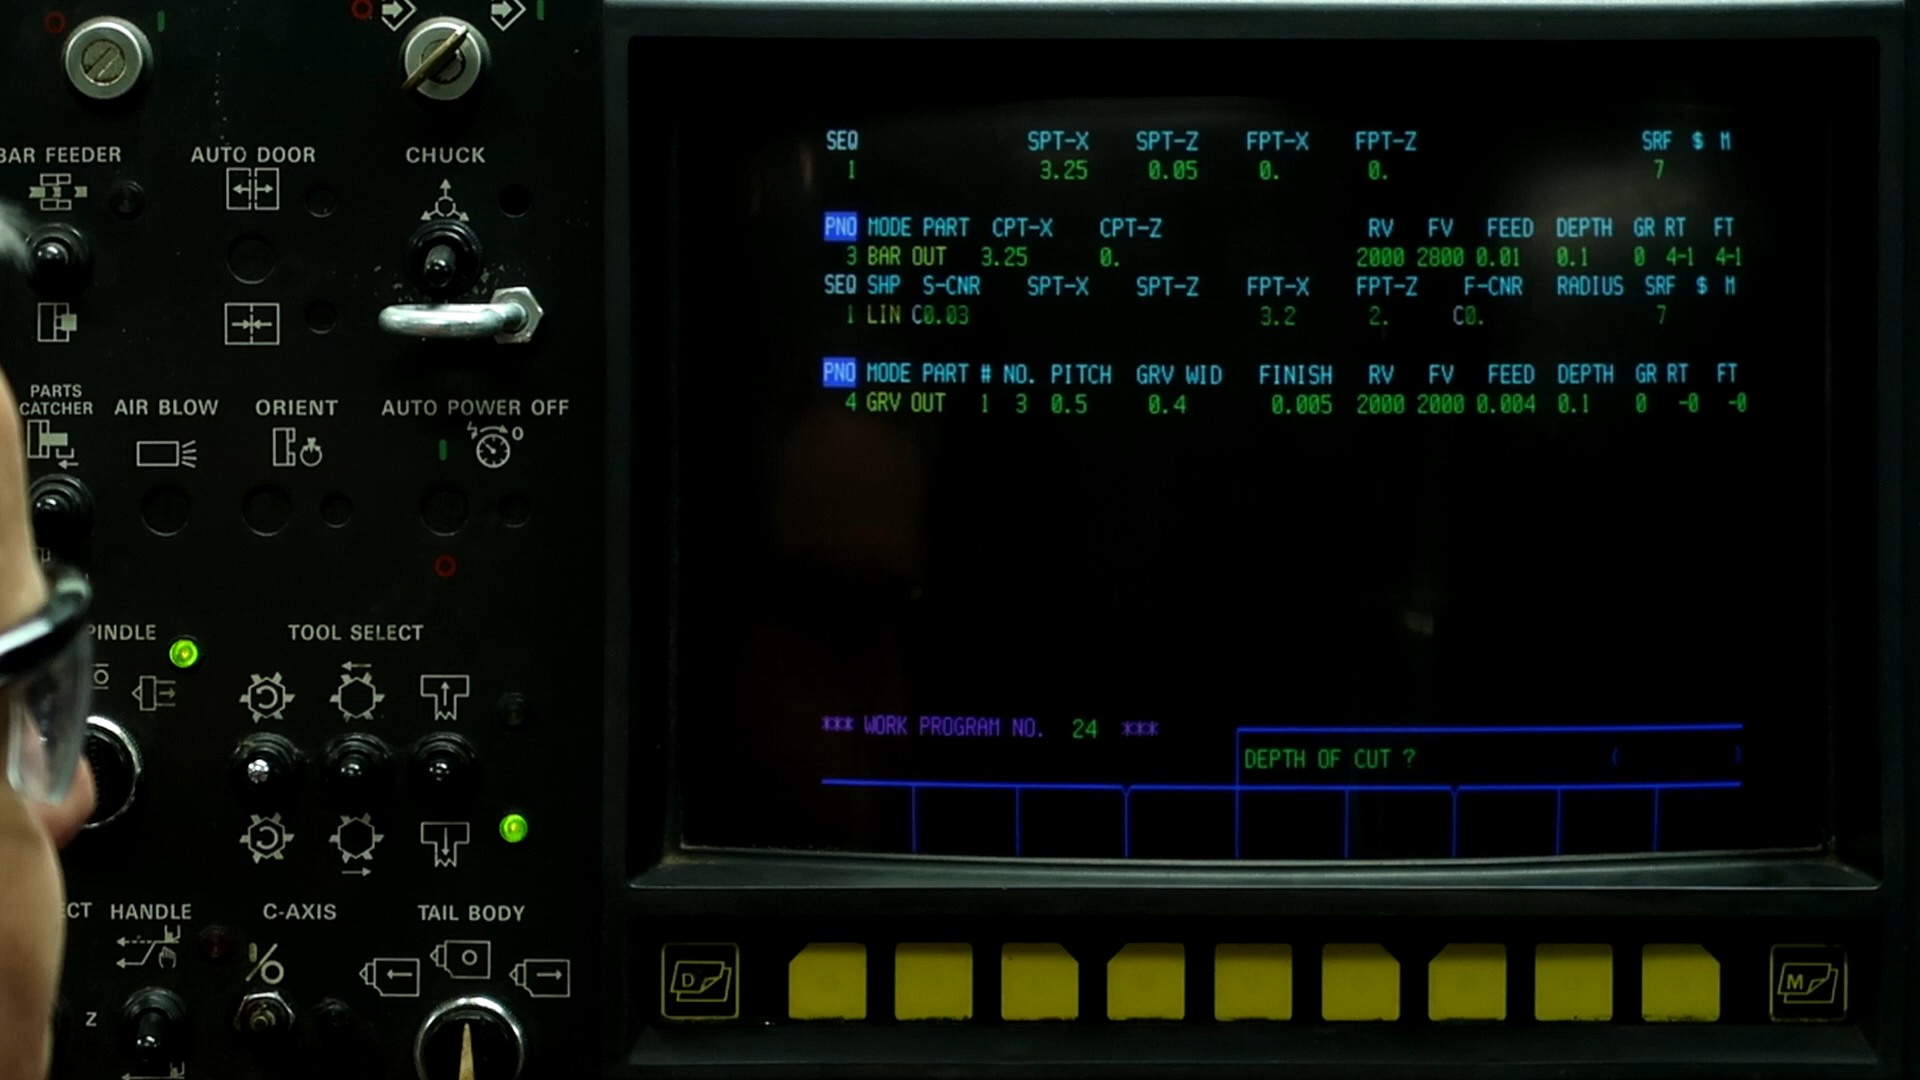 BAR FEEDER
AUTO DOOR
CHUCK
PARTS CATCHER
AIR BLOW
ORIENT
AUTO POWER OFF
PINDLE
TOOL SELECT
ECT
HANDLE
C-AXIS
TAIL BODY
Z
SEQ SPT-X SPT-Z FPT-X FPT-Z SRF $ M
1 3.25 0.05 0. 0. 7
PNO MODE PART CPT-X CPT-Z RV FV FEED DEPTH GR RT FT
3 BAR OUT 3.25 0. 2000 2800 0.01 0.1 0 4-1 4-1
SEQ SHP S-CNR SPT-X SPT-Z FPT-X FPT-Z F-CNR RADIUS SRF $ M
1 LIN C0.03 3.2 2. C0. 7
PNO MODE PART # NO. PITCH GRV WID FINISH RV FV FEED DEPTH GR RT FT
4 GRV OUT 1 3 0.5 0.4 0.005 2000 2000 0.004 0.1 0 -0 -0
*** WORK PROGRAM NO. 24 ***
DEPTH OF CUT ? ( )
D
M